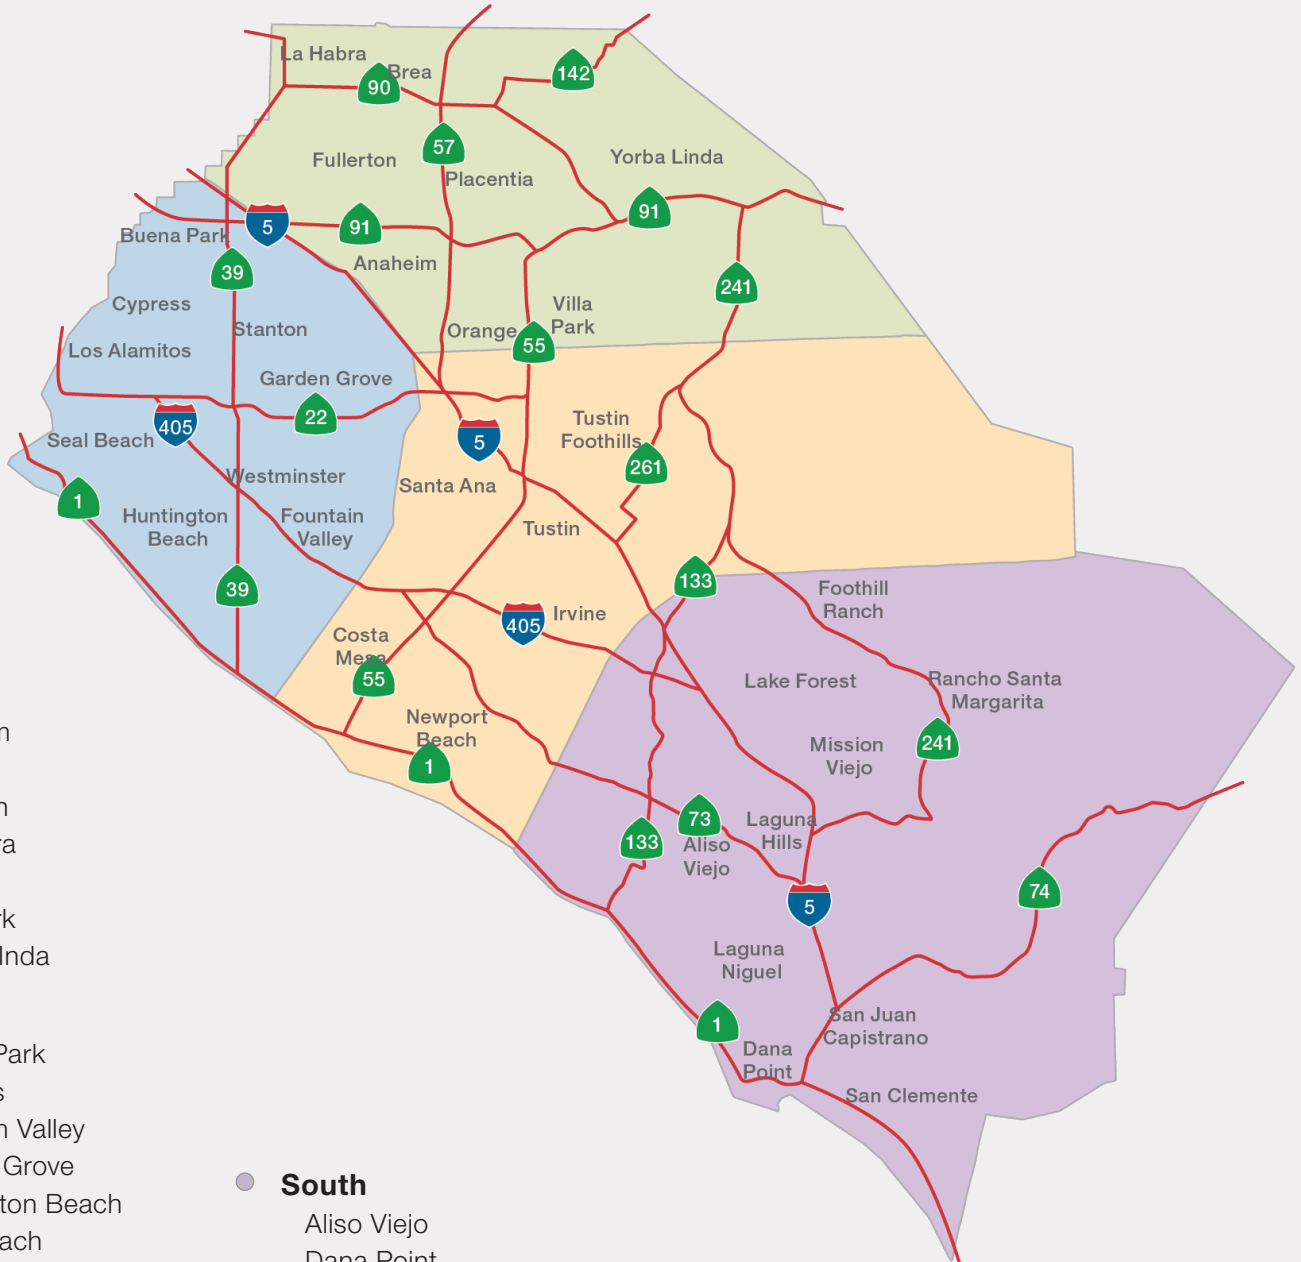 La Habra
Brea
90
142
57
Fullerton
Placentia
Yorba Linda
91
5
91
Buena Park
39
Anaheim
241
Cypress
Villa
Park
Stanton
Orange
55
Los Alamitos
Garden Grove
22
405
Tustin
Foothills
5
Seal Beach
261
Westminster
Santa Ana
1
Huntington
Beach
Fountain
Valley
Tustin
39
133
Foothill
Ranch
Irvine
405
Costa
Mesa
55
Lake Forest
Rancho Santa
Margarita
Newport
Beach
1
Mission
Viejo
241
73
Laguna
Hills
133
Aliso
Viejo
5
74
Laguna
Niguel
1
San Juan
Capistrano
Dana
Point
San Clemente
rk
Inda
Park
n Valley
Grove
ton Beach
ach
South
Aliso Viejo
Dana Point